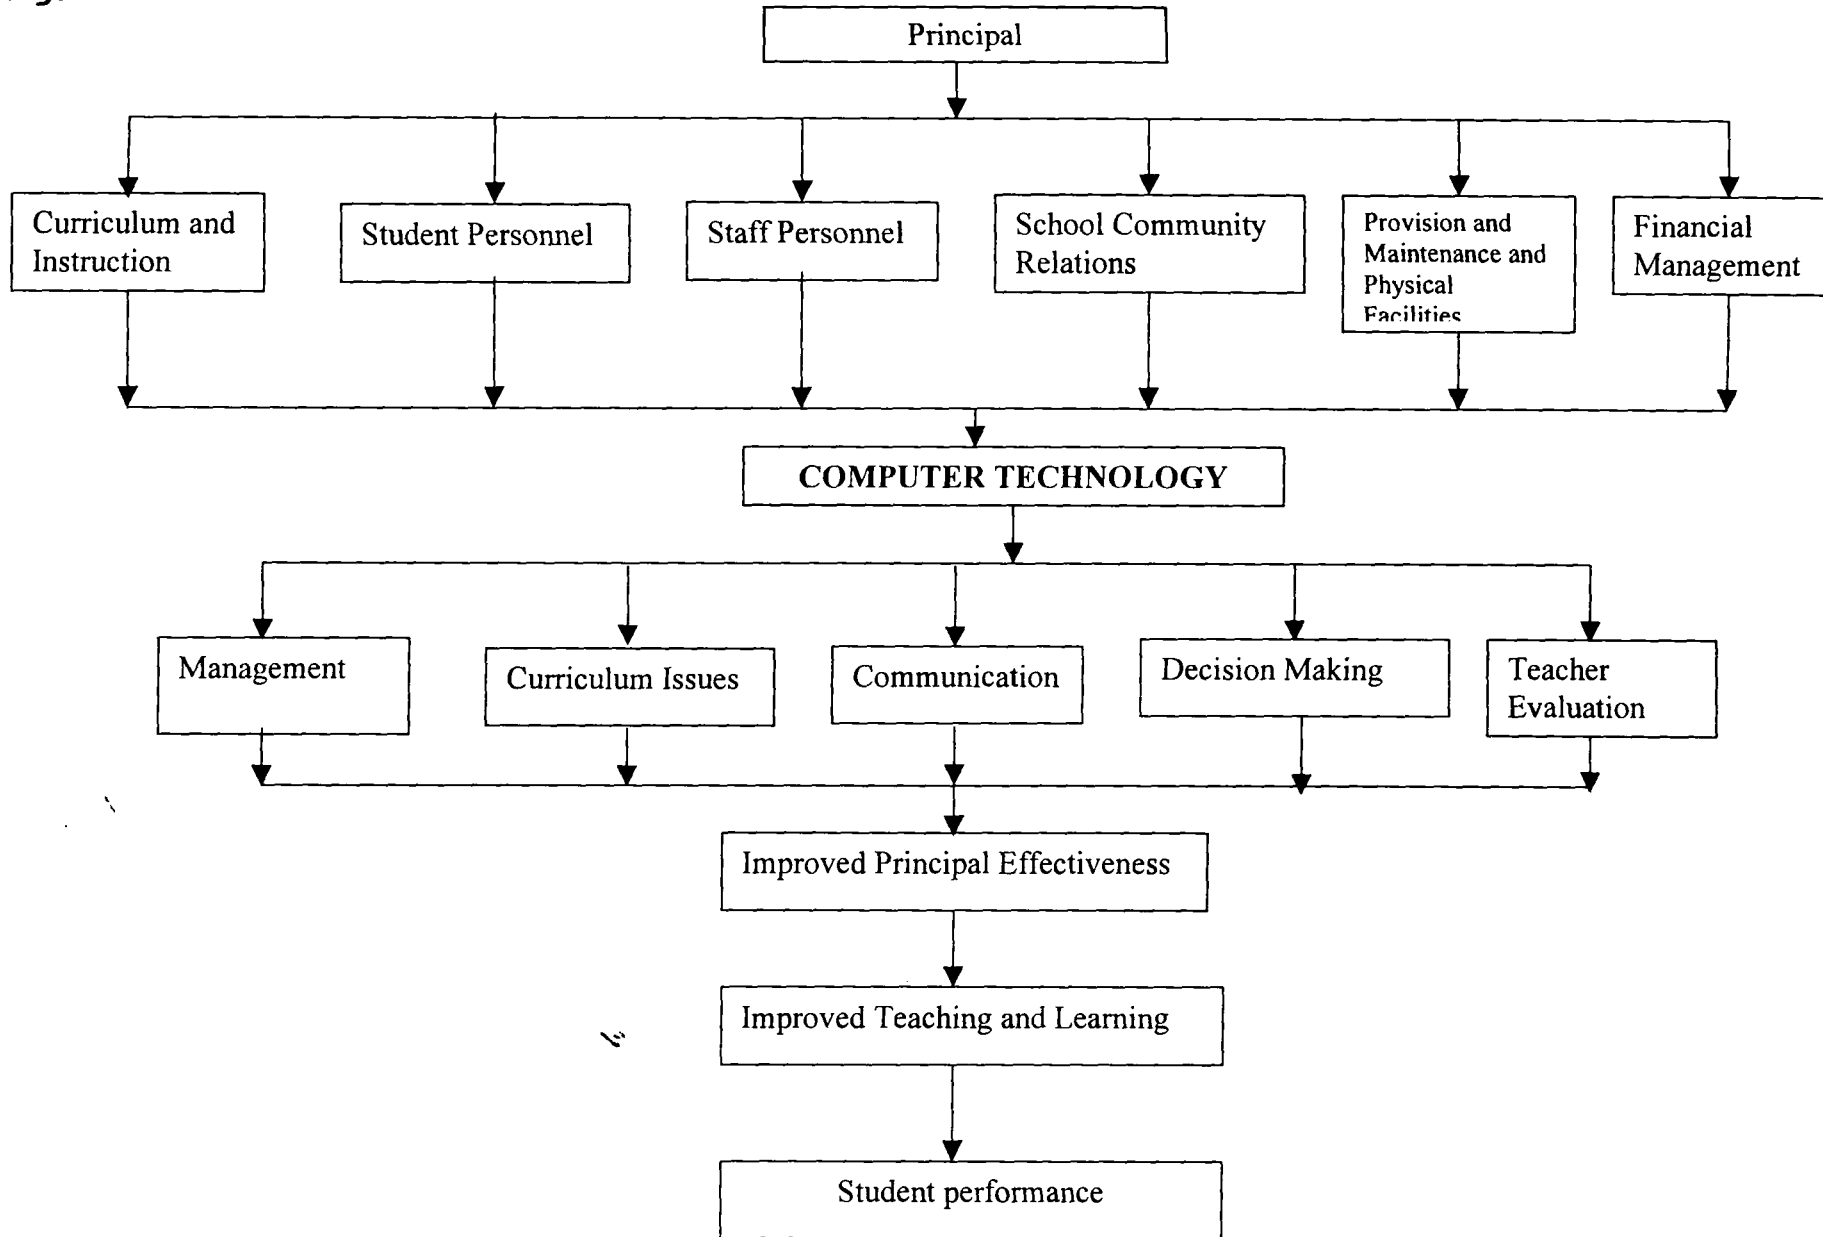 Principal
Curriculum and
Instruction
Student Personnel
Staff Personnel
School Community
Relations
Provision and
Maintenance and
Physical
Facilities
Financial
Management
COMPUTER TECHNOLOGY
Management
Curriculum Issues
Communication
Decision Making
Teacher
Evaluation
Improved Principal Effectiveness
Improved Teaching and Learning
Student performance